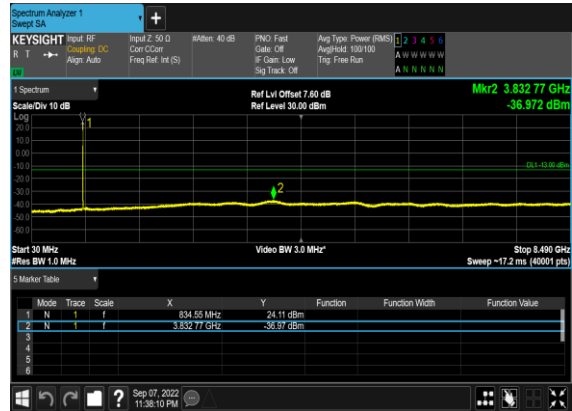 Spectrum Analyzer 1
Swept SA
+
KEYSIGHT Input: RF Input Z: 50 Ω #Atten: 40 dB PNO: Fast Avg Type: Power (RMS) 1 2 3 4 5 6
R T Coupling: DC Corr CCorr Gate: Off Avg|Hold: 100/100 A W W W W W
Align: Auto Freq Ref: Int (S) IF Gain: Low Trig: Free Run
LW Sig Track: Off A N N N N N
1 Spectrum Ref Lvl Offset 7.60 dB Mkr2 3.832 77 GHz
Scale/Div 10 dB Ref Level 30.00 dBm -36.972 dBm
Log
20.0
10.0
0.00
-10.0
-20.0
-30.0
-40.0
-50.0
-60.0
1
DL1 -13.00 dBm
2
Start 30 MHz Video BW 3.0 MHz* Stop 8.490 GHz
#Res BW 1.0 MHz Sweep ~17.2 ms (40001 pts)
5 Marker Table
Mode Trace Scale X Y Function Function Width Function Value
1 N 1 f 834.55 MHz 24.11 dBm
2 N 1 f 3.832 77 GHz -36.97 dBm
3
4
5
6
? Sep 07, 2022
11:38:10 PM